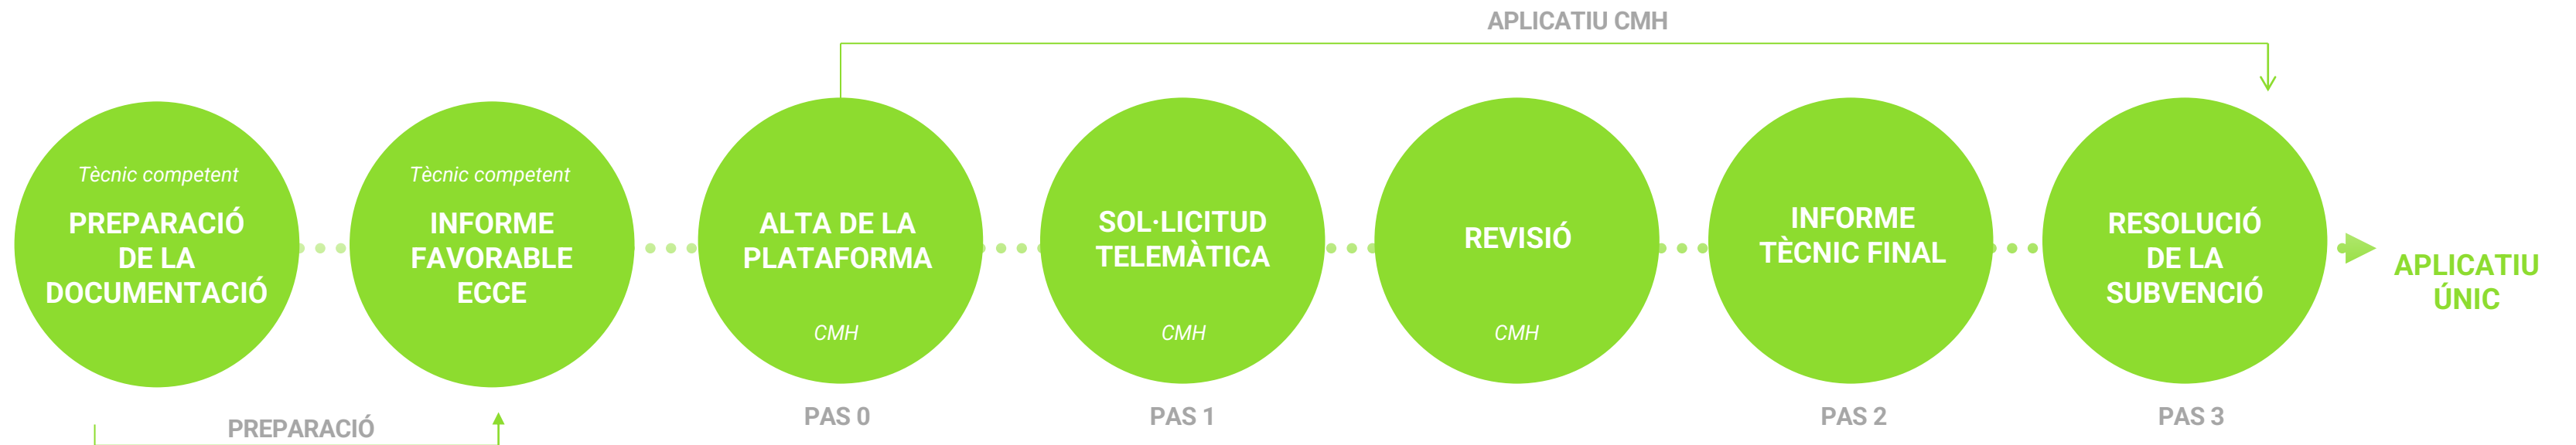 APLICATIU CMH
Tècnic competent
PREPARACIÓ
DE LA
DOCUMENTACIÓ
Tècnic competent
INFORME
FAVORABLE
ECCE
ALTA DE LA
PLATAFORMA
CMH
SOL·LICITUD
TELEMÀTICA
CMH
REVISIÓ
CMH
INFORME
TÈCNIC FINAL
RESOLUCIÓ
DE LA
SUBVENCIÓ
APLICATIU
ÚNIC
PREPARACIÓ
PAS 0
PAS 1
PAS 2
PAS 3